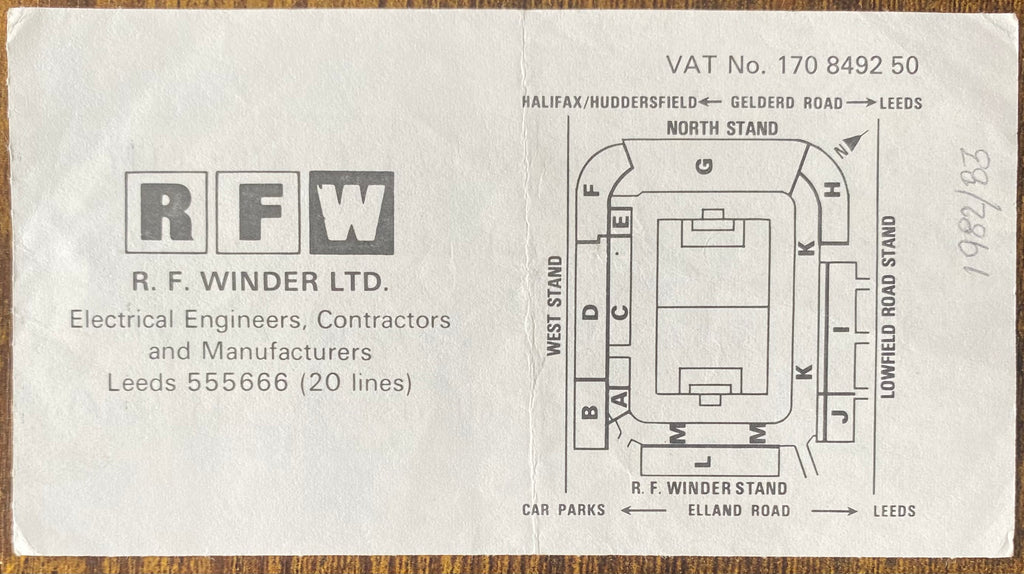 RFW
R. F. WINDER LTD.
Electrical Engineers, Contractors
and Manufacturers
Leeds 555666 (20 lines)
VAT No. 170 8492 50
HALIFAX/HUDDERSFIELD ← GELDERD ROAD → LEEDS
NORTH STAND
N
G
F
H
E
K
WEST STAND
D
C
I
LOWFIELD ROAD STAND
K
B
A
J
M
M
L
R. F. WINDER STAND
CAR PARKS ← ELLAND ROAD → LEEDS
1982/83